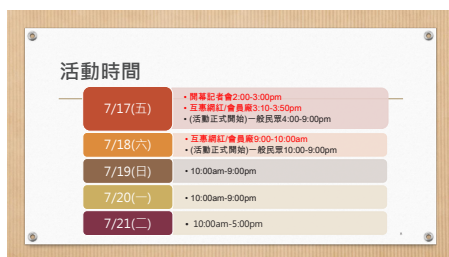 活動時間
7/17(五)
• 開幕記者會2:00-3:00pm
• 互惠網紅/會員廠3:10-3:50pm
• (活動正式開始)一般民眾4:00-9:00pm
7/18(六)
• 互惠網紅/會員廠9:00-10:00am
• (活動正式開始)一般民眾10:00-9:00pm
7/19(日)
• 10:00am-9:00pm
7/20(一)
• 10:00am-9:00pm
7/21(二)
• 10:00am-5:00pm